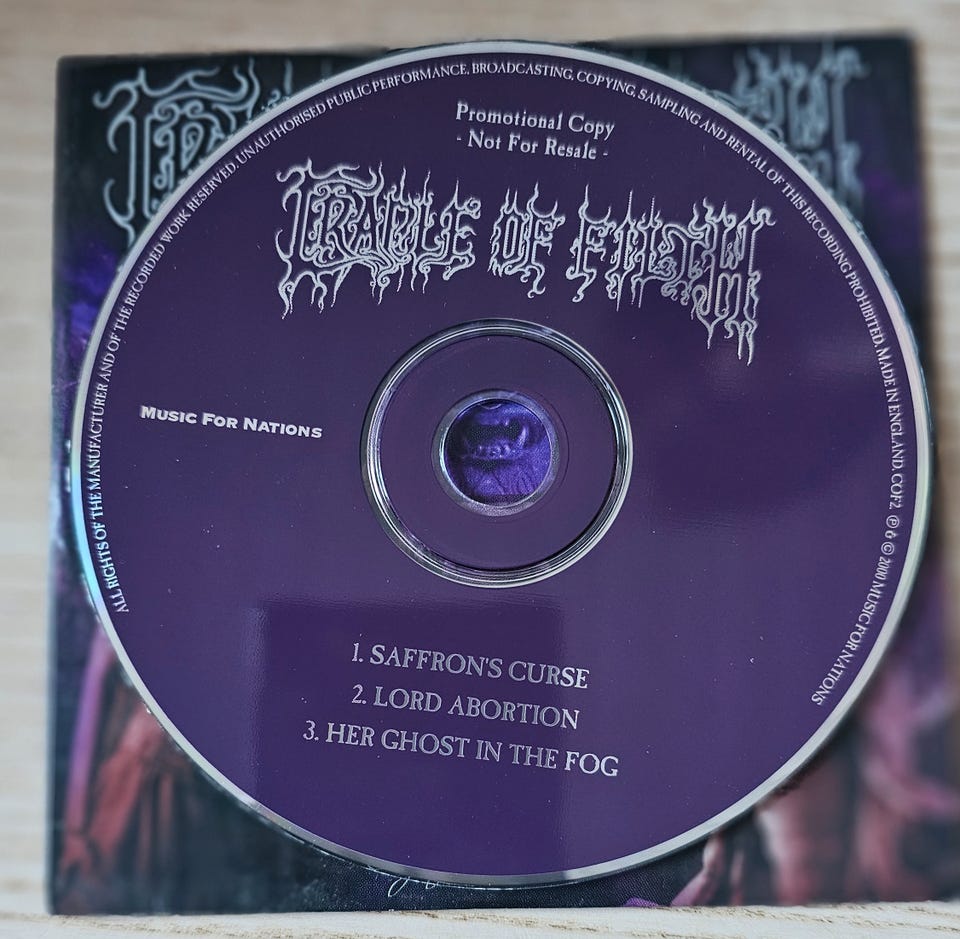 ALL RIGHTS OF THE MANUFACTURER AND OF THE RECORDED WORK RESERVED. UNAUTHORISED PUBLIC PERFORMANCE, BROADCASTING, COPYING, SAMPLING AND RENTAL OF THIS RECORDING PROHIBITED. MADE IN ENGLAND. COF2 ℗ & © 2000 MUSIC FOR NATIONS
Promotional Copy
- Not For Resale -
CRADLE OF FILTH
MUSIC FOR NATIONS
1. SAFFRON'S CURSE
2. LORD ABORTION
3. HER GHOST IN THE FOG